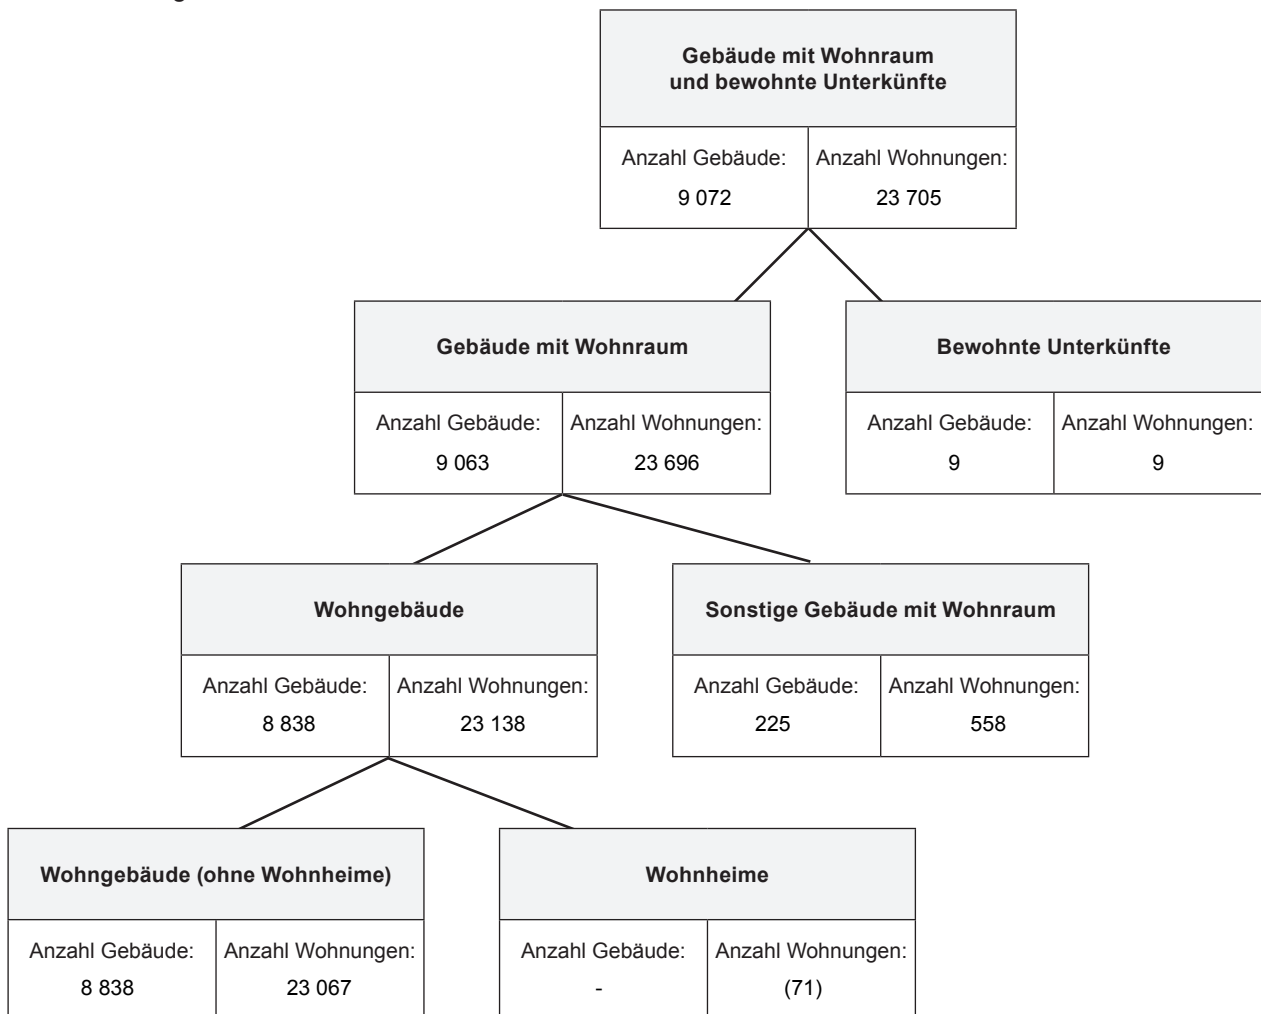 Gebäude mit Wohnraum
und bewohnte Unterkünfte
Anzahl Gebäude: Anzahl Wohnungen:
9 072 23 705
Gebäude mit Wohnraum
Anzahl Gebäude: Anzahl Wohnungen:
9 063 23 696
Bewohnte Unterkünfte
Anzahl Gebäude: Anzahl Wohnungen:
9 9
Wohngebäude
Anzahl Gebäude: Anzahl Wohnungen:
8 838 23 138
Sonstige Gebäude mit Wohnraum
Anzahl Gebäude: Anzahl Wohnungen:
225 558
Wohngebäude (ohne Wohnheime)
Anzahl Gebäude: Anzahl Wohnungen:
8 838 23 067
Wohnheime
Anzahl Gebäude: Anzahl Wohnungen:
- (71)